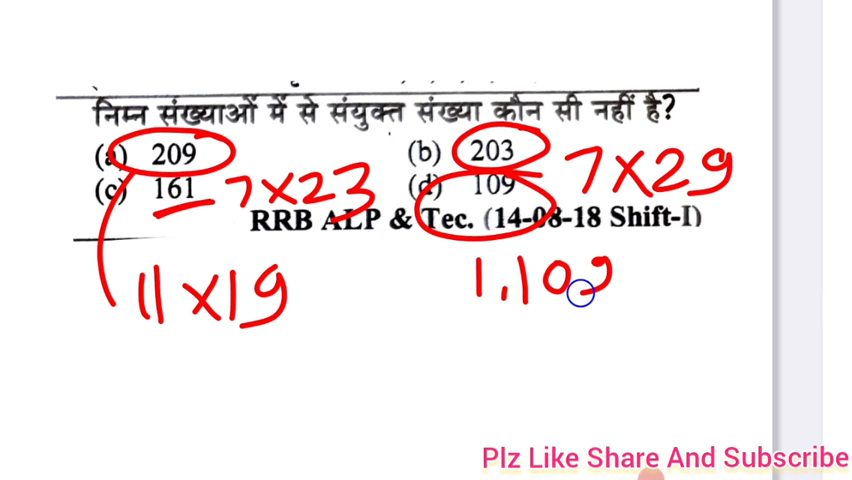 निम्न संख्याओं में से संयुक्त संख्या कौन सी नहीं है?
(a) 209 (b) 203 7×29
(c) 161 7×23 (d) 109
RRB ALP & Tec. (14-08-18 Shift-I)
11×19 1,109
Plz Like Share And Subscribe